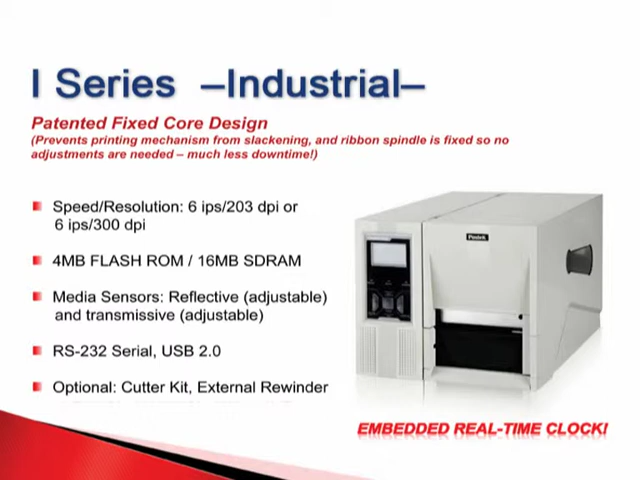 I Series –Industrial–
Patented Fixed Core Design
(Prevents printing mechanism from slackening, and ribbon spindle is fixed so no
adjustments are needed – much less downtime!)
Speed/Resolution: 6 ips/203 dpi or
6 ips/300 dpi
4MB FLASH ROM / 16MB SDRAM
Media Sensors: Reflective (adjustable)
and transmissive (adjustable)
RS-232 Serial, USB 2.0
Optional: Cutter Kit, External Rewinder
Postek
EMBEDDED REAL-TIME CLOCK!